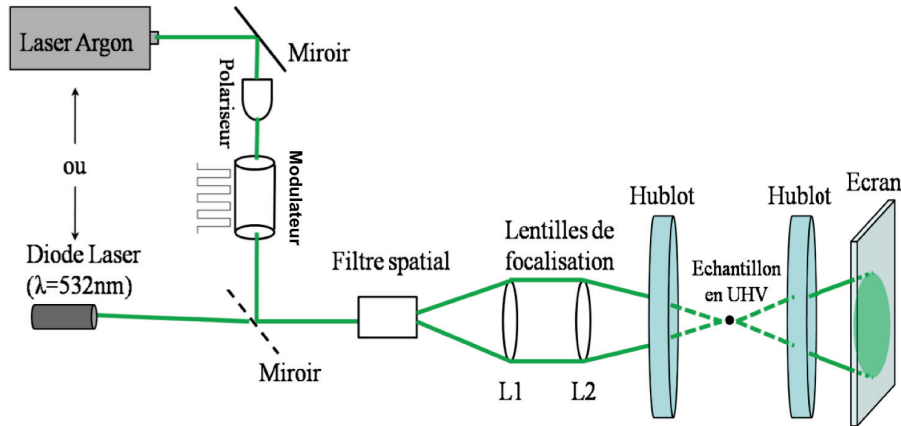 Laser Argon
Miroir
Polariseur
Modulateur
ou
Diode Laser
(λ=532nm)
Miroir
Filtre spatial
Lentilles de
focalisation
L1
L2
Hublot
Echantillon
en UHV
Hublot
Ecran